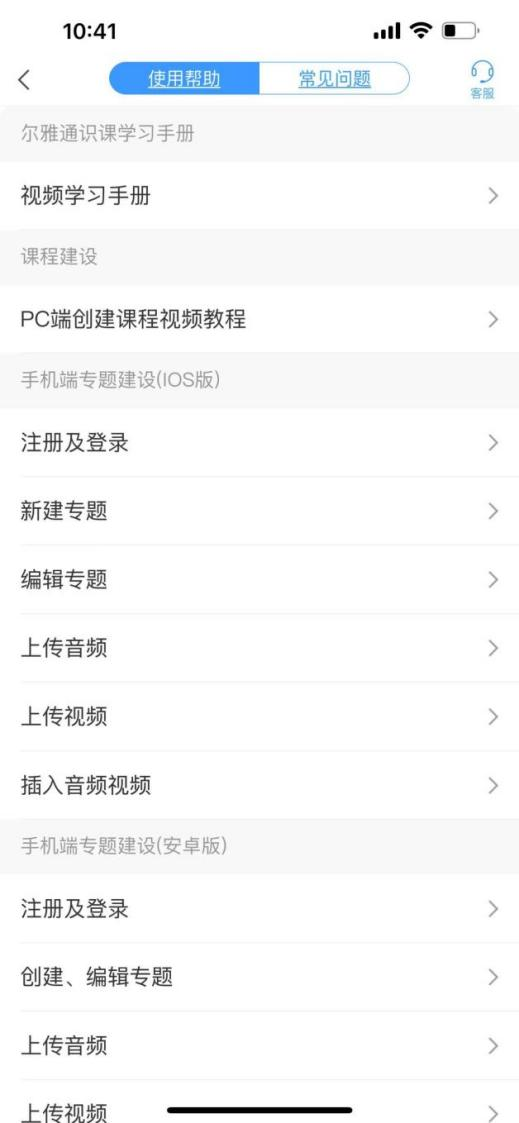 10:41
使用帮助
常见问题
客服
尔雅通识课学习手册
视频学习手册
课程建设
PC端创建课程视频教程
手机端专题建设(IOS版)
注册及登录
新建专题
编辑专题
上传音频
上传视频
插入音频视频
手机端专题建设(安卓版)
注册及登录
创建、编辑专题
上传音频
上传视频